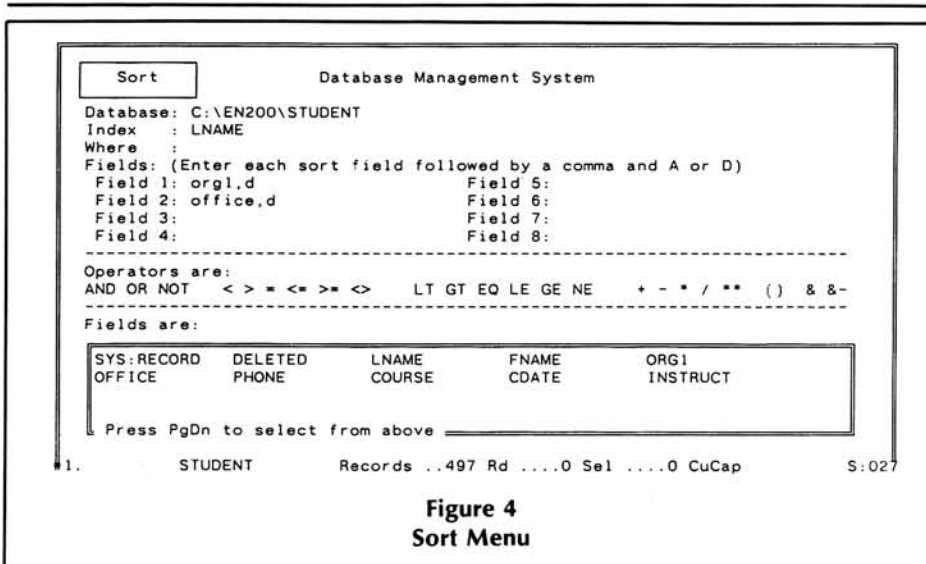 Sort Database Management System
Database: C:\EN200\STUDENT
Index : LNAME
Where :
Fields: (Enter each sort field followed by a comma and A or D)
Field 1: org1,d Field 5:
Field 2: office,d Field 6:
Field 3: Field 7:
Field 4: Field 8:
Operators are:
AND OR NOT < > = <= >= <> LT GT EQ LE GE NE + - * / ** () & &-
Fields are:
SYS:RECORD DELETED LNAME FNAME ORG1
OFFICE PHONE COURSE CDATE INSTRUCT
Press PgDn to select from above
#1. STUDENT Records ..497 Rd ....0 Sel ....0 CuCap S:027
Figure 4
Sort Menu